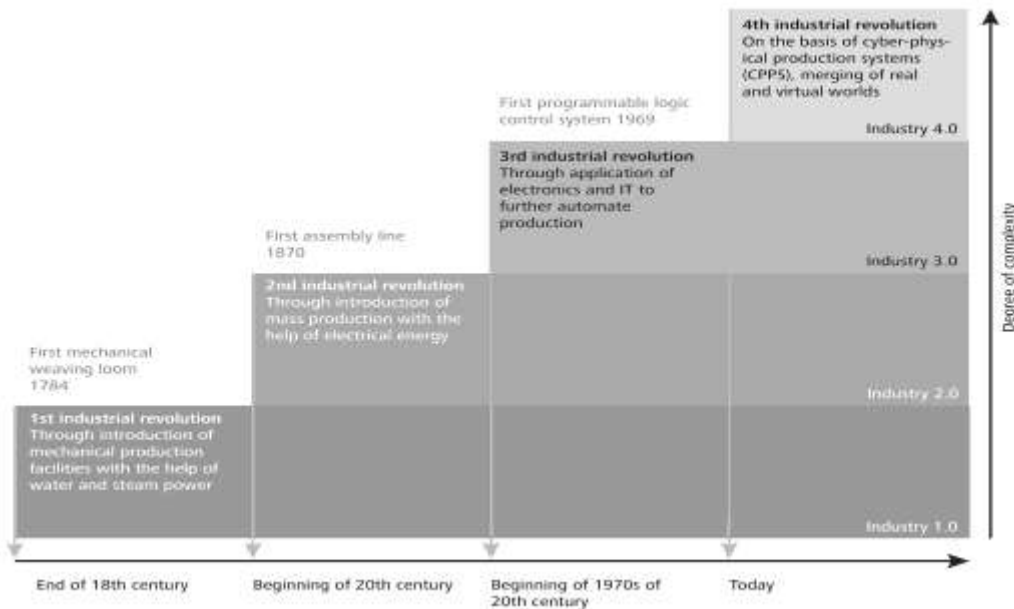 4th industrial revolution
On the basis of cyber-phys-
ical production systems
(CPPS), merging of real
and virtual worlds
Industry 4.0
First programmable logic
control system 1969
3rd industrial revolution
Through application of
electronics and IT to
further automate
production
Industry 3.0
First assembly line
1870
2nd industrial revolution
Through introduction of
mass production with the
help of electrical energy
Industry 2.0
First mechanical
weaving loom
1784
1st industrial revolution
Through introduction of
mechanical production
facilities with the help of
water and steam power
Industry 1.0
Degree of complexity
End of 18th century
Beginning of 20th century
Beginning of 1970s of
20th century
Today